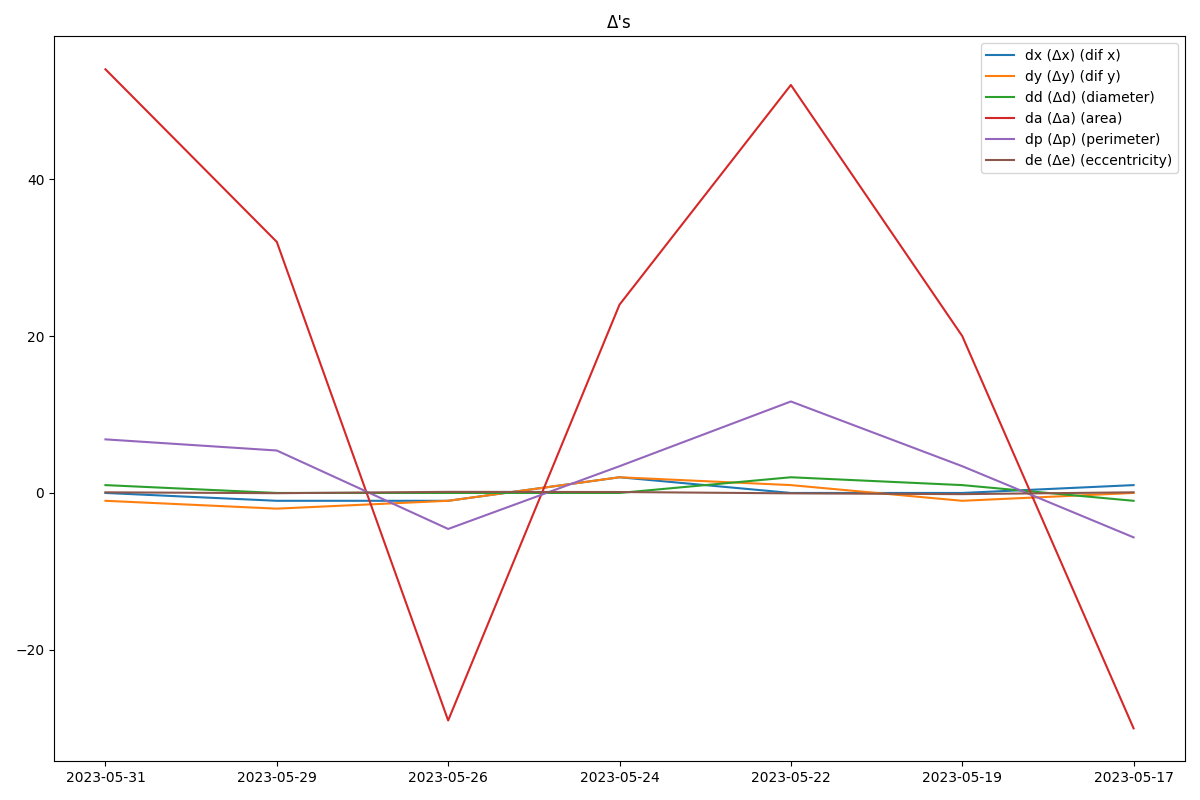 Δ's
dx (Δx) (dif x)
dy (Δy) (dif y)
dd (Δd) (diameter)
da (Δa) (area)
dp (Δp) (perimeter)
de (Δe) (eccentricity)
40
20
0
−20
2023-05-31 2023-05-29 2023-05-26 2023-05-24 2023-05-22 2023-05-19 2023-05-17